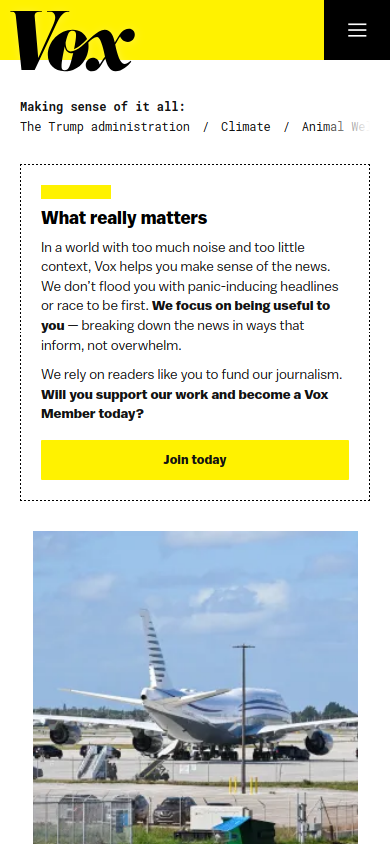 Vox
Making sense of it all:
The Trump administration / Climate / Animal We
What really matters
In a world with too much noise and too little
context, Vox helps you make sense of the news.
We don't flood you with panic-inducing headlines
or race to be first. We focus on being useful to
you — breaking down the news in ways that
inform, not overwhelm.
We rely on readers like you to fund our journalism.
Will you support our work and become a Vox
Member today?
Join today